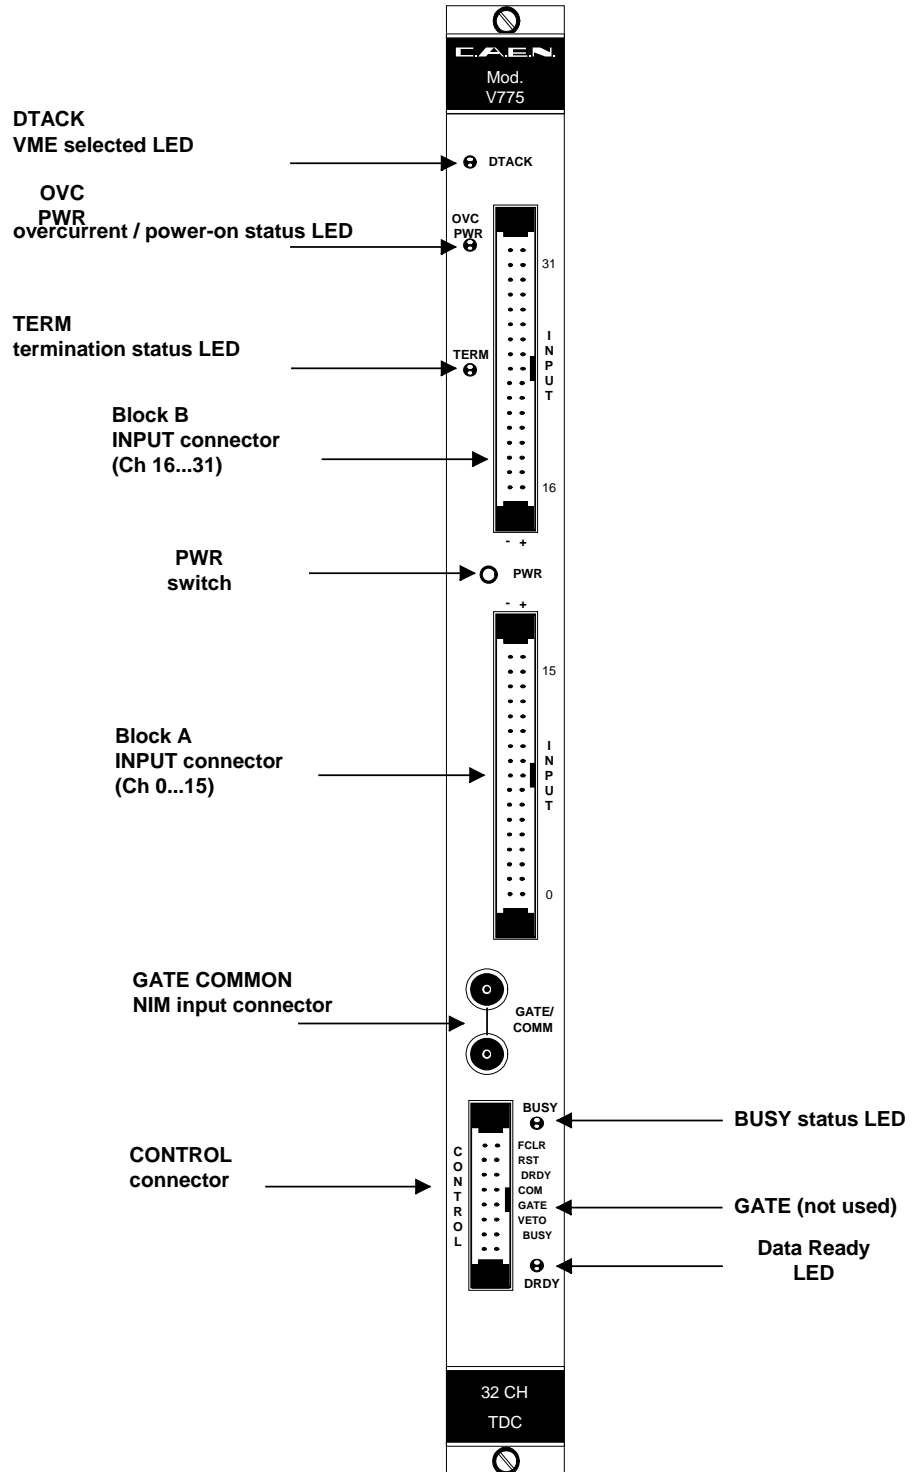 C.A.E.N.
Mod.
V775
DTACK
VME selected LED
DTACK
OVC
PWR
overcurrent / power-on status LED
OVC
PWR
31
TERM
termination status LED
TERM
INPUT
Block B
INPUT connector
(Ch 16...31)
16
- +
PWR
switch
PWR
- +
15
Block A
INPUT connector
(Ch 0...15)
INPUT
0
GATE COMMON
NIM input connector
GATE/
COMM
BUSY
BUSY status LED
CONTROL
connector
CONTROL
FCLR
RST
DRDY
COM
GATE
VETO
BUSY
GATE (not used)
Data Ready
LED
DRDY
32 CH
TDC